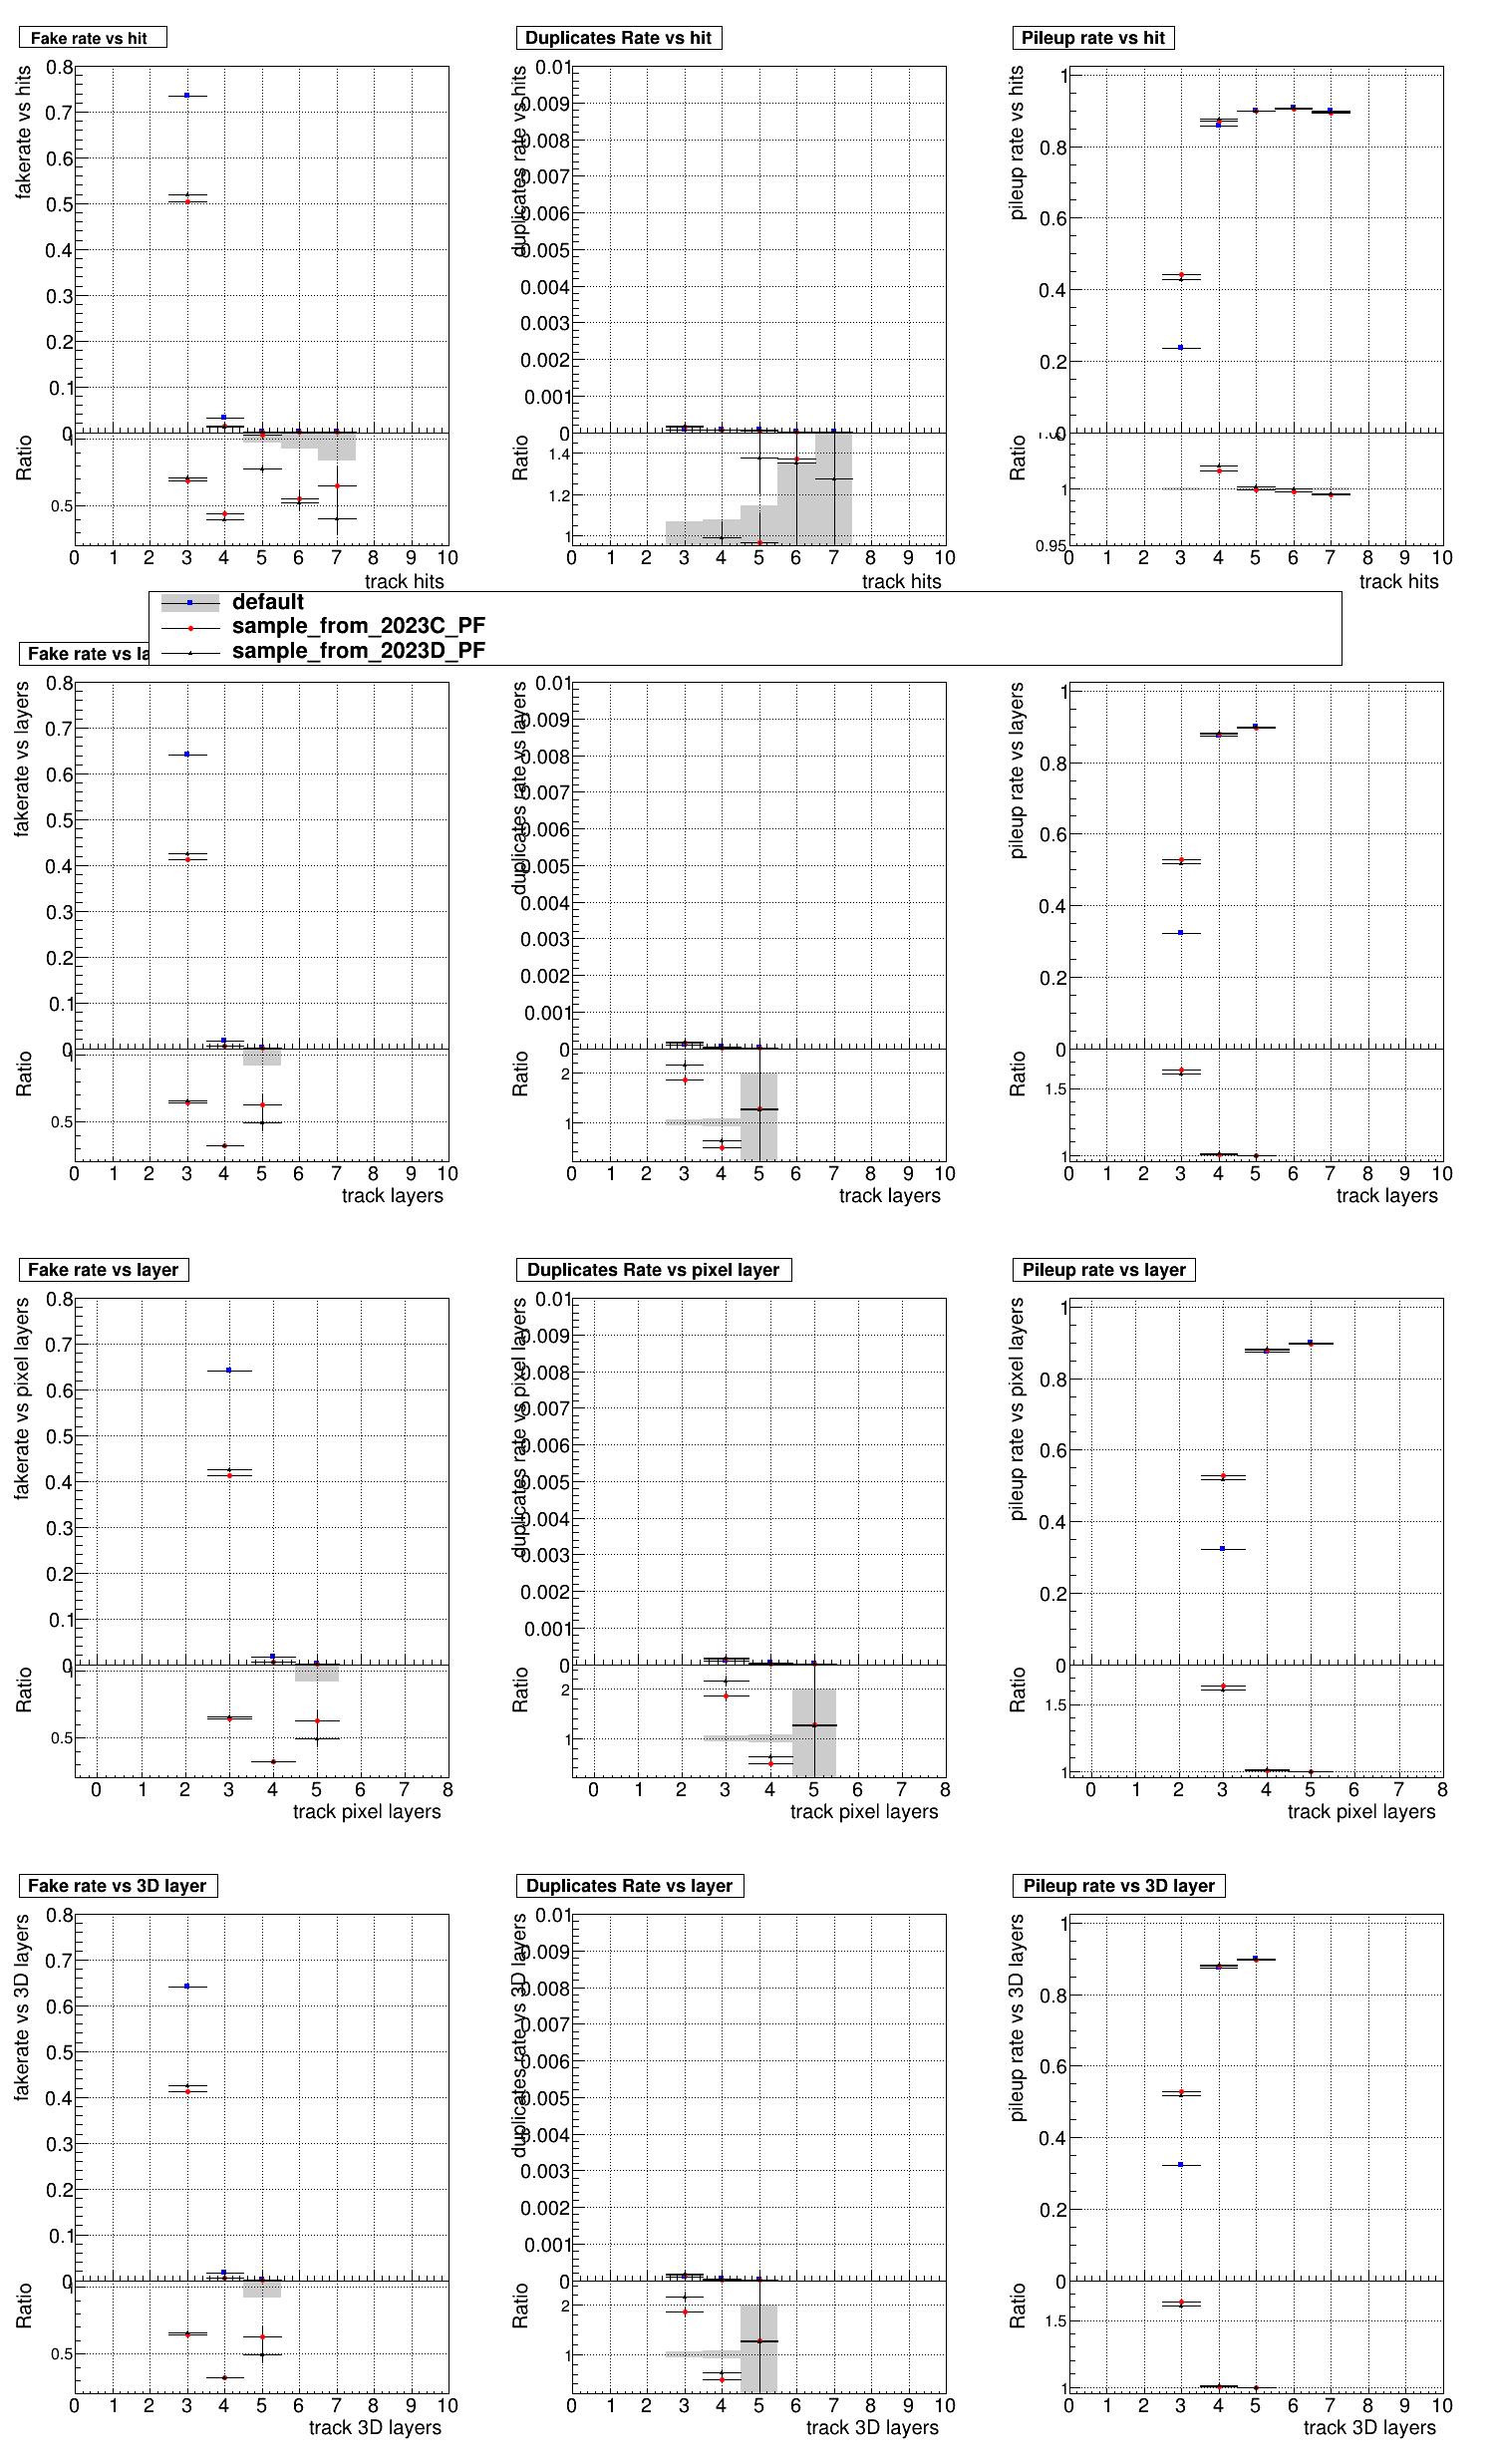 Fake rate vs hit
Duplicates Rate vs hit
Pileup rate vs hit
fakerate vs hits
0.8
0.7
0.6
0.5
0.4
0.3
0.2
0.1
0
Ratio
0.5
0 1 2 3 4 5 6 7 8 9 10
track hits
duplicates rate vs hits
0.01
0.009
0.008
0.007
0.006
0.005
0.004
0.003
0.002
0.001
0
Ratio
1.4
1.2
1
0 1 2 3 4 5 6 7 8 9 10
track hits
pileup rate vs hits
1
0.8
0.6
0.4
0.2
0
Ratio
1
0.95
0 1 2 3 4 5 6 7 8 9 10
track hits
default
sample_from_2023C_PF
sample_from_2023D_PF
Fake rate vs la
fakerate vs layers
0.8
0.7
0.6
0.5
0.4
0.3
0.2
0.1
0
Ratio
1
0.5
0 1 2 3 4 5 6 7 8 9 10
track layers
duplicates rate vs layers
0.01
0.009
0.008
0.007
0.006
0.005
0.004
0.003
0.002
0.001
0
Ratio
2
1
0 1 2 3 4 5 6 7 8 9 10
track layers
pileup rate vs layers
1
0.8
0.6
0.4
0.2
0
Ratio
1.5
1
0 1 2 3 4 5 6 7 8 9 10
track layers
Fake rate vs layer
Duplicates Rate vs pixel layer
Pileup rate vs layer
fakerate vs pixel layers
0.8
0.7
0.6
0.5
0.4
0.3
0.2
0.1
0
Ratio
1
0.5
0 1 2 3 4 5 6 7 8
track pixel layers
duplicates rate vs pixel layers
0.01
0.009
0.008
0.007
0.006
0.005
0.004
0.003
0.002
0.001
0
Ratio
2
1
0 1 2 3 4 5 6 7 8
track pixel layers
pileup rate vs pixel layers
1
0.8
0.6
0.4
0.2
0
Ratio
1.5
1
0 1 2 3 4 5 6 7 8
track pixel layers
Fake rate vs 3D layer
Duplicates Rate vs layer
Pileup rate vs 3D layer
fakerate vs 3D layers
0.8
0.7
0.6
0.5
0.4
0.3
0.2
0.1
0
Ratio
1
0.5
0 1 2 3 4 5 6 7 8 9 10
track 3D layers
duplicates rate vs 3D layers
0.01
0.009
0.008
0.007
0.006
0.005
0.004
0.003
0.002
0.001
0
Ratio
2
1
0 1 2 3 4 5 6 7 8 9 10
track 3D layers
pileup rate vs 3D layers
1
0.8
0.6
0.4
0.2
0
Ratio
1.5
1
0 1 2 3 4 5 6 7 8 9 10
track 3D layers